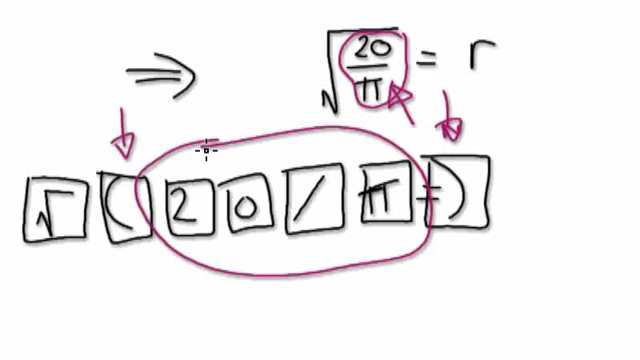 ⇒ √(20/π) = r
√ ( 2 0 / π = )